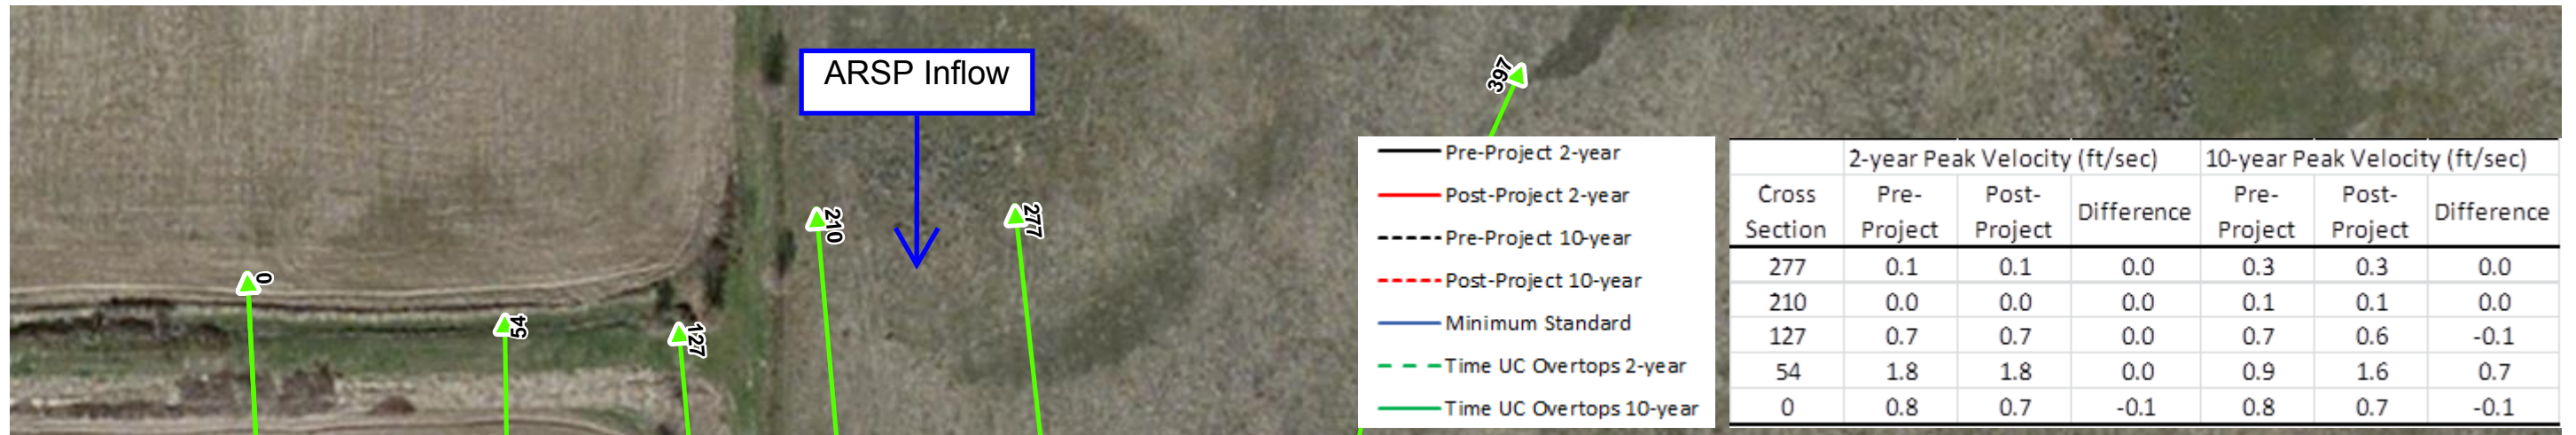 ARSP Inflow
397
210
277
0
54
127
Pre-Project 2-year
Post-Project 2-year
Pre-Project 10-year
Post-Project 10-year
Minimum Standard
Time UC Overtops 2-year
Time UC Overtops 10-year
2-year Peak Velocity (ft/sec) 10-year Peak Velocity (ft/sec)
Cross Pre- Post- Pre- Post-
Difference Difference
Section Project Project Project Project
277 0.1 0.1 0.0 0.3 0.3 0.0
210 0.0 0.0 0.0 0.1 0.1 0.0
127 0.7 0.7 0.0 0.7 0.6 -0.1
54 1.8 1.8 0.0 0.9 1.6 0.7
0 0.8 0.7 -0.1 0.8 0.7 -0.1